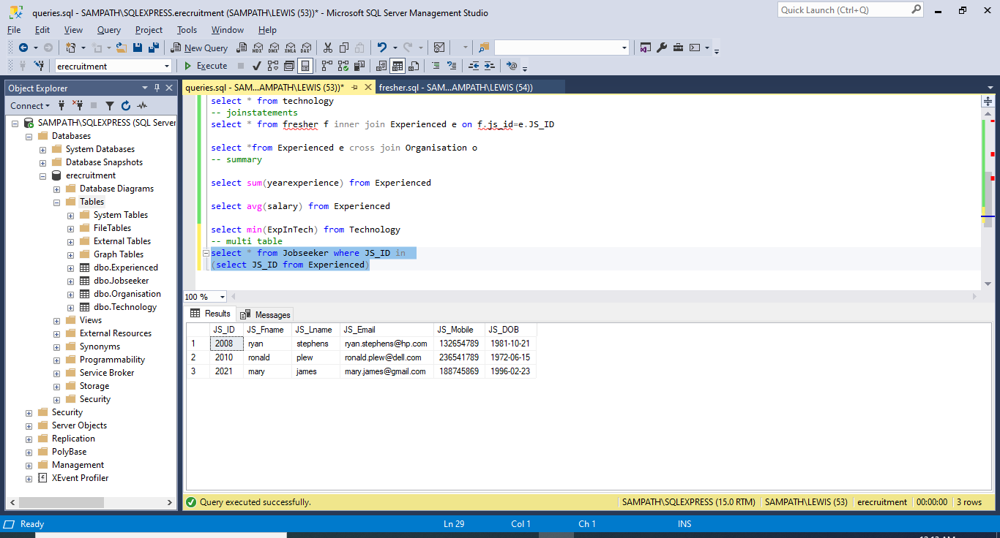 queries.sql - SAMPATH\SQLEXPRESS.erecruitment (SAMPATH\LEWIS (53))* - Microsoft SQL Server Management Studio
Quick Launch (Ctrl+Q)
File Edit View Query Project Tools Window Help
New Query MDX DMX XMLA DAX
erecruitment Execute
Object Explorer
queries.sql - SAM...AMPATH\LEWIS (53))* fresher.sql - SAM...AMPATH\LEWIS (54))
Connect
SAMPATH\SQLEXPRESS (SQL Server
Databases
System Databases
Database Snapshots
erecruitment
Database Diagrams
Tables
System Tables
FileTables
External Tables
Graph Tables
dbo.Experienced
dbo.Jobseeker
dbo.Organisation
dbo.Technology
Views
External Resources
Synonyms
Programmability
Service Broker
Storage
Security
Security
Server Objects
Replication
PolyBase
Management
XEvent Profiler
select * from technology
-- joinstatements
select * from fresher f inner join Experienced e on f.js_id=e.JS_ID
select *from Experienced e cross join Organisation o
-- summary
select sum(yearexperience) from Experienced
select avg(salary) from Experienced
select min(ExpInTech) from Technology
-- multi table
select * from Jobseeker where JS_ID in
(select JS_ID from Experienced)
100 %
Results Messages
JS_ID JS_Fname JS_Lname JS_Email JS_Mobile JS_DOB
1 2008 ryan stephens ryan.stephens@hp.com 132654789 1981-10-21
2 2010 ronald plew ronald.plew@dell.com 236541789 1972-06-15
3 2021 mary james mary.james@gmail.com 188745869 1996-02-23
Query executed successfully. SAMPATH\SQLEXPRESS (15.0 RTM) SAMPATH\LEWIS (53) erecruitment 00:00:00 3 rows
Ready Ln 29 Col 1 Ch 1 INS